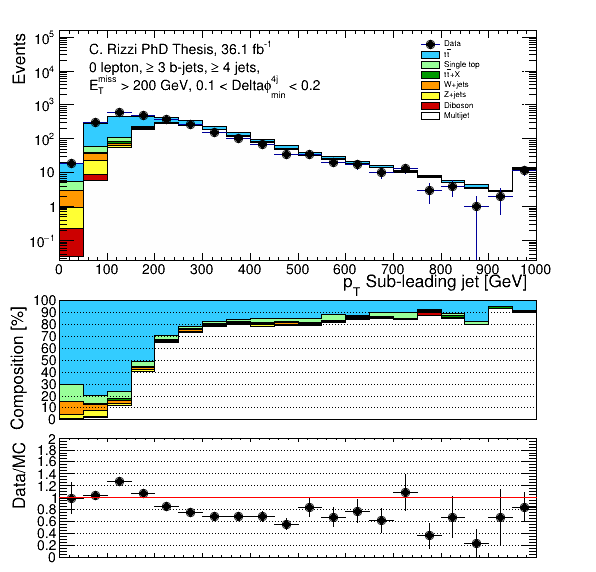 Events
10⁵
10⁴
10³
10²
10
1
10⁻¹
C. Rizzi PhD Thesis, 36.1 fb⁻¹
0 lepton, ≥ 3 b-jets, ≥ 4 jets,
E_T^miss > 200 GeV, 0.1 < Deltaϕ_min^4j < 0.2
Data
tt̄
Single top
tt̄+X
W+jets
Z+jets
Diboson
Multijet
0 100 200 300 400 500 600 700 800 900 1000
p_T Sub-leading jet [GeV]
Composition [%]
100
90
80
70
60
50
40
30
20
10
0
Data/MC
2
1.8
1.6
1.4
1.2
1
0.8
0.6
0.4
0.2
0